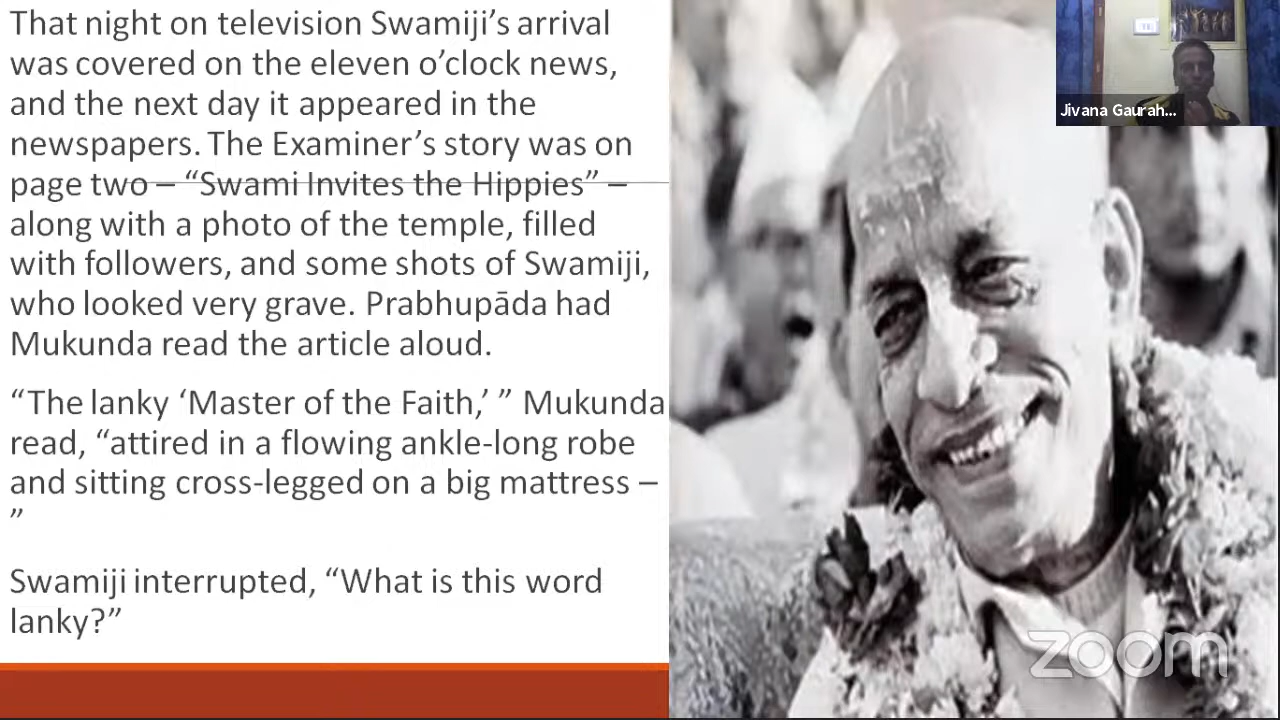 That night on television Swamiji’s arrival
was covered on the eleven o’clock news,
and the next day it appeared in the
newspapers. The Examiner’s story was on
page two – “Swami Invites the Hippies” –
along with a photo of the temple, filled
with followers, and some shots of Swamiji,
who looked very grave. Prabhupāda had
Mukunda read the article aloud.
“The lanky ‘Master of the Faith,’ ” Mukunda
read, “attired in a flowing ankle-long robe
and sitting cross-legged on a big mattress –
”
Swamiji interrupted, “What is this word
lanky?”
Jivana Gaurah...
zoom